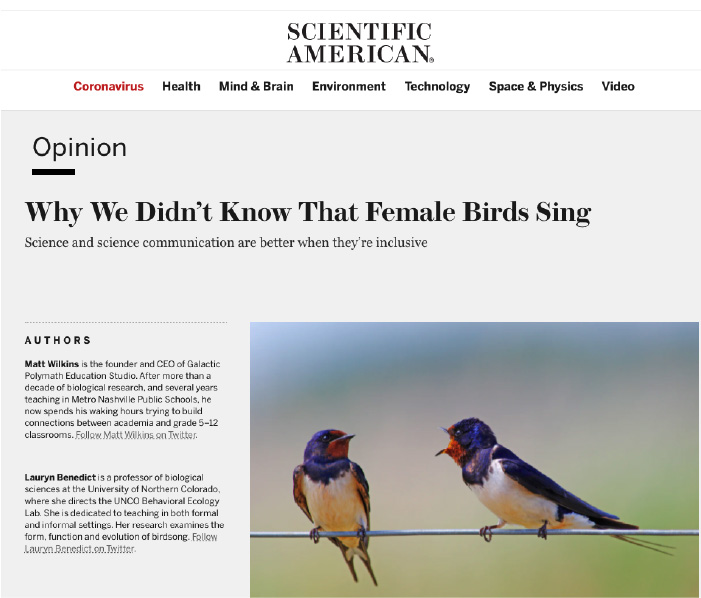 SCIENTIFIC
AMERICAN®
Coronavirus Health Mind & Brain Environment Technology Space & Physics Video
Opinion
Why We Didn't Know That Female Birds Sing
Science and science communication are better when they're inclusive
AUTHORS
Matt Wilkins is the founder and CEO of Galactic
Polymath Education Studio. After more than a
decade of biological research, and several years
teaching in Metro Nashville Public Schools, he
now spends his waking hours trying to build
connections between academia and grade 5–12
classrooms. Follow Matt Wilkins on Twitter.
Lauryn Benedict is a professor of biological
sciences at the University of Northern Colorado,
where she directs the UNCO Behavioral Ecology
Lab. She is dedicated to teaching in both formal
and informal settings. Her research examines the
form, function and evolution of birdsong. Follow
Lauryn Benedict on Twitter.